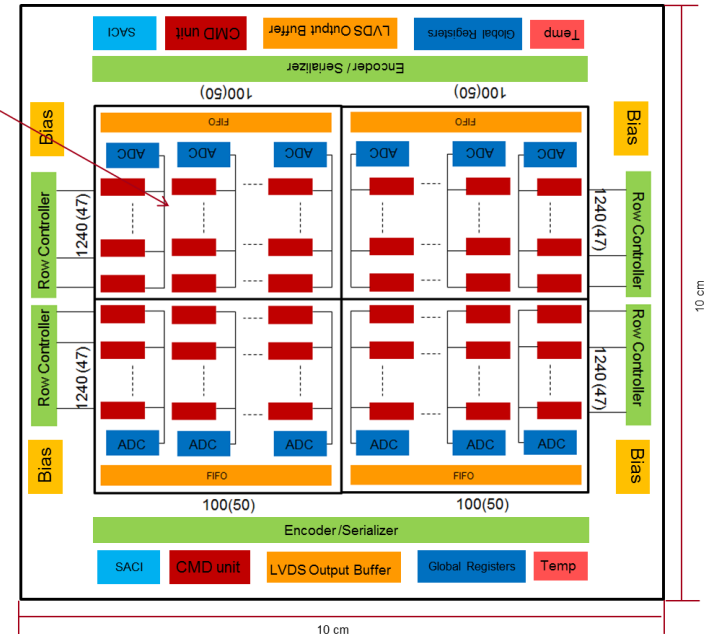 SACI
CMD unit
LVDS Output Buffer
Global Registers
Temp
Encoder / Serializer
100(50)
100(50)
Bias
FIFO
FIFO
Bias
ADC
ADC
ADC
ADC
ADC
ADC
Row Controller
1240 (47)
1240 (47)
Row Controller
10 cm
Row Controller
1240 (47)
1240 (47)
Row Controller
ADC
ADC
ADC
ADC
ADC
ADC
Bias
FIFO
FIFO
Bias
100(50)
100(50)
Encoder /Serializer
SACI
CMD unit
LVDS Output Buffer
Global Registers
Temp
10 cm